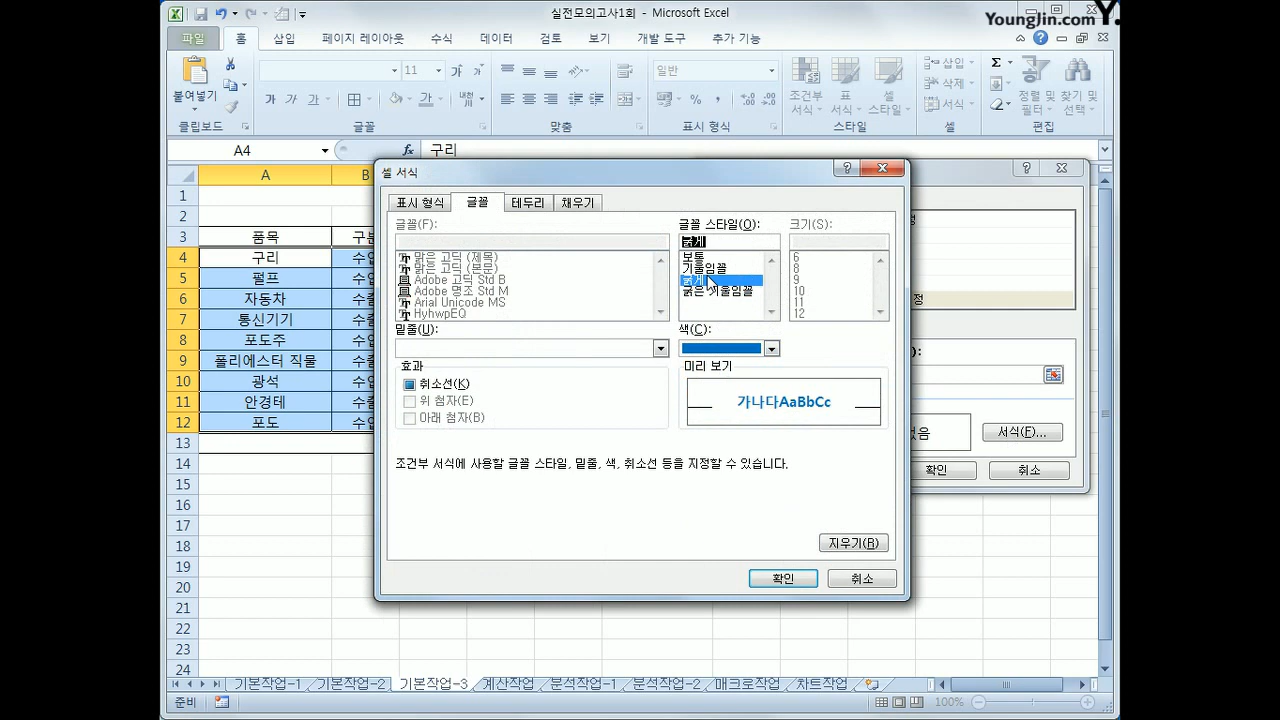 실전모의고사1회 - Microsoft Excel
YoungJin.com Y.
파일 홈 삽입 페이지 레이아웃 수식 데이터 검토 보기 개발 도구 추가 기능
붙여넣기
11
가 가
가 가 가
가
내천
일반
%
조건부 서식
표 서식
셀 스타일
삽입
삭제
서식
Σ
정렬 및 필터
찾기 및 선택
클립보드 글꼴 맞춤 표시 형식 스타일 셀 편집
A4 fx 구리
A B
1
2
3 품목 구분
4 구리 수입
5 펄프 수입
6 자동차 수출
7 통신기기 수출
8 포도주 수입
9 폴리에스터 직물 수출
10 광석 수입
11 안경테 수출
12 포도 수입
13
14
15
16
17
18
19
20
21
22
23
24
셀 서식
표시 형식 글꼴 테두리 채우기
글꼴(F): 글꼴 스타일(O): 크기(S):
굵게
맑은 고딕 (제목)
맑은 고딕 (본문)
Adobe 고딕 Std B
Adobe 명조 Std M
Arial Unicode MS
HyhwpEQ
보통
기울임꼴
굵게
굵은 기울임꼴
6
8
9
10
11
12
밑줄(U): 색(C):
효과
취소선(K)
위 첨자(E)
아래 첨자(B)
미리 보기
가나다AaBbCc
조건부 서식에 사용할 글꼴 스타일, 밑줄, 색, 취소선 등을 지정할 수 있습니다.
지우기(R)
확인 취소
정
정
):
없음
서식(F)...
확인 취소
기본작업-1 기본작업-2 기본작업-3 계산작업 분석작업-1 분석작업-2 매크로작업 차트작업
준비 100%